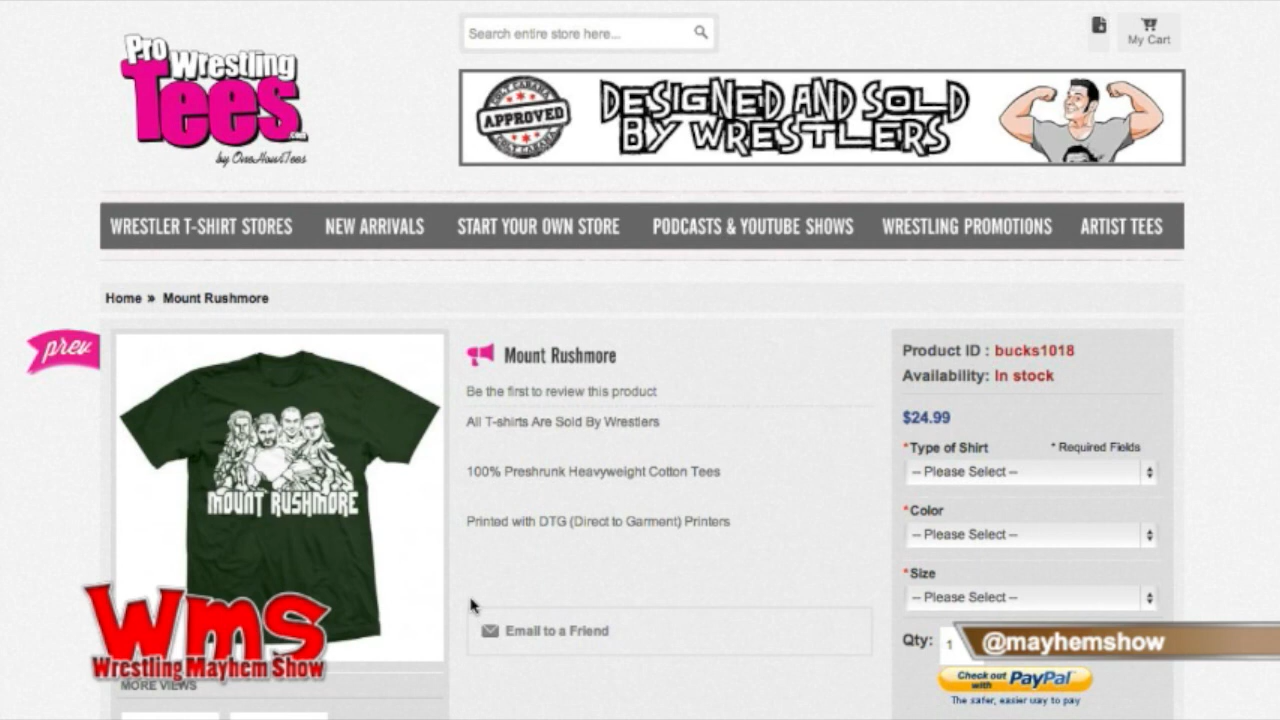 Pro
Wrestling
Tees
.com
by OneHourTees
Search entire store here...
My Cart
COLT CABANA
APPROVED
COLT CABANA
DESIGNED AND SOLD
BY WRESTLERS
WRESTLER T-SHIRT STORES
NEW ARRIVALS
START YOUR OWN STORE
PODCASTS & YOUTUBE SHOWS
WRESTLING PROMOTIONS
ARTIST TEES
Home » Mount Rushmore
prev
MOUNT RUSHMORE
Mount Rushmore
Be the first to review this product
All T-shirts Are Sold By Wrestlers
100% Preshrunk Heavyweight Cotton Tees
Printed with DTG (Direct to Garment) Printers
Email to a Friend
Product ID : bucks1018
Availability: In stock
$24.99
*Type of Shirt
* Required Fields
-- Please Select --
*Color
-- Please Select --
*Size
-- Please Select --
Qty: 1
@mayhemshow
Check out with PayPal
The safer, easier way to pay
wms
Wrestling Mayhem Show
MORE VIEWS